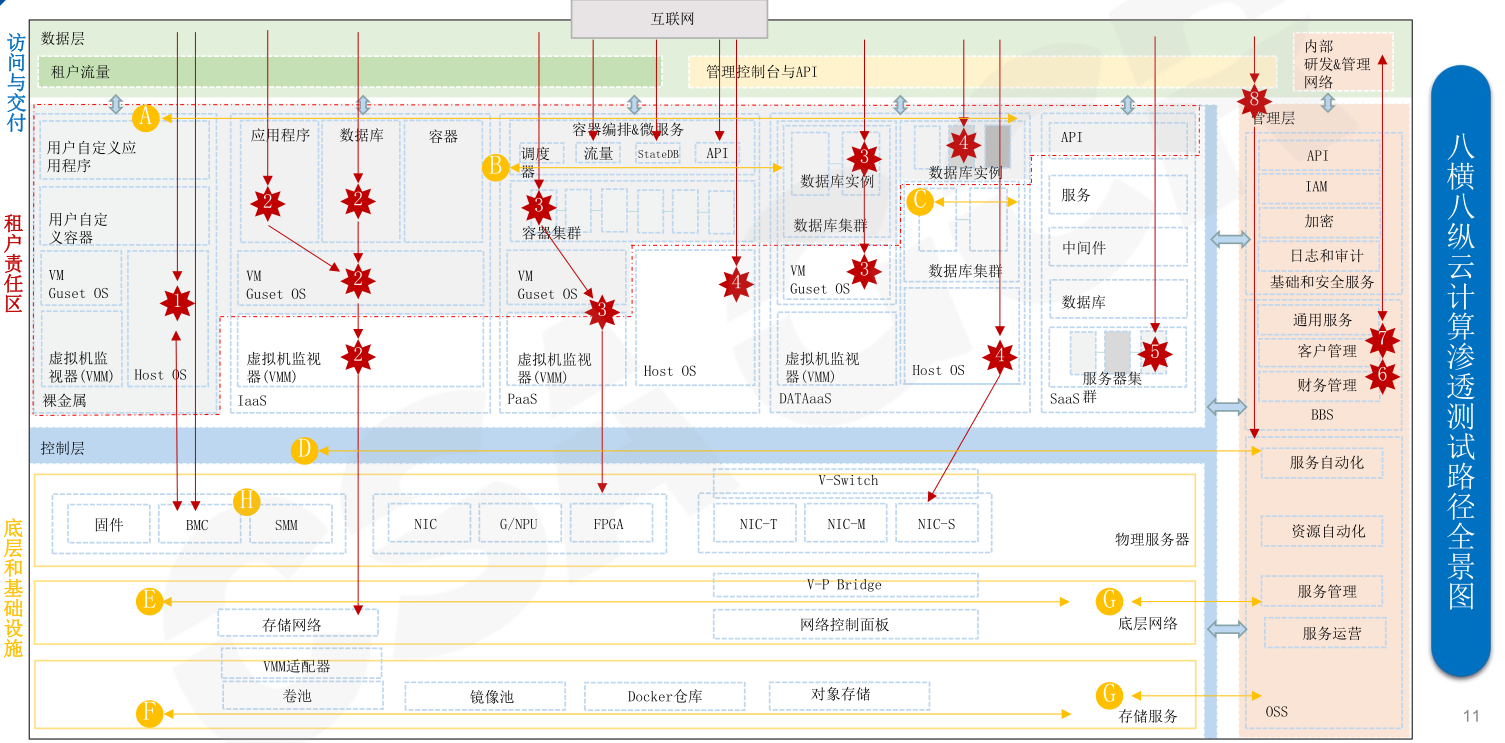 互联网
数据层
租户流量
管理控制台与API
内部
研发&管理
网络
访问与交付
租户责任区
底层和基础设施
A
用户自定义应
用程序
用户自定
义容器
VM
Guset OS
虚拟机监
视器(VMM)
Host OS
裸金属
1
应用程序
数据库
容器
2
2
2
2
VM
Guset OS
虚拟机监视
器(VMM)
IaaS
容器编排&微服务
调度
器
流量
StateDB
API
B
3
容器集群
VM
Guset OS
3
4
虚拟机监视
器(VMM)
Host OS
PaaS
3
数据库实例
数据库集群
VM
Guset OS
3
虚拟机监视
器(VMM)
DATAaaS
4
数据库实例
C
数据库集群
4
Host OS
API
服务
中间件
数据库
5
服务器集
群
SaaS
8
管理层
API
IAM
加密
日志和审计
基础和安全服务
通用服务
7
客户管理
6
财务管理
BBS
服务自动化
资源自动化
服务管理
服务运营
OSS
控制层
D
H
固件
BMC
SMM
NIC
G/NPU
FPGA
V-Switch
NIC-T
NIC-M
NIC-S
物理服务器
E
V-P Bridge
G
存储网络
网络控制面板
底层网络
VMM适配器
卷池
镜像池
Docker仓库
对象存储
G
F
存储服务
八横八纵云计算渗透测试路径全景图
11